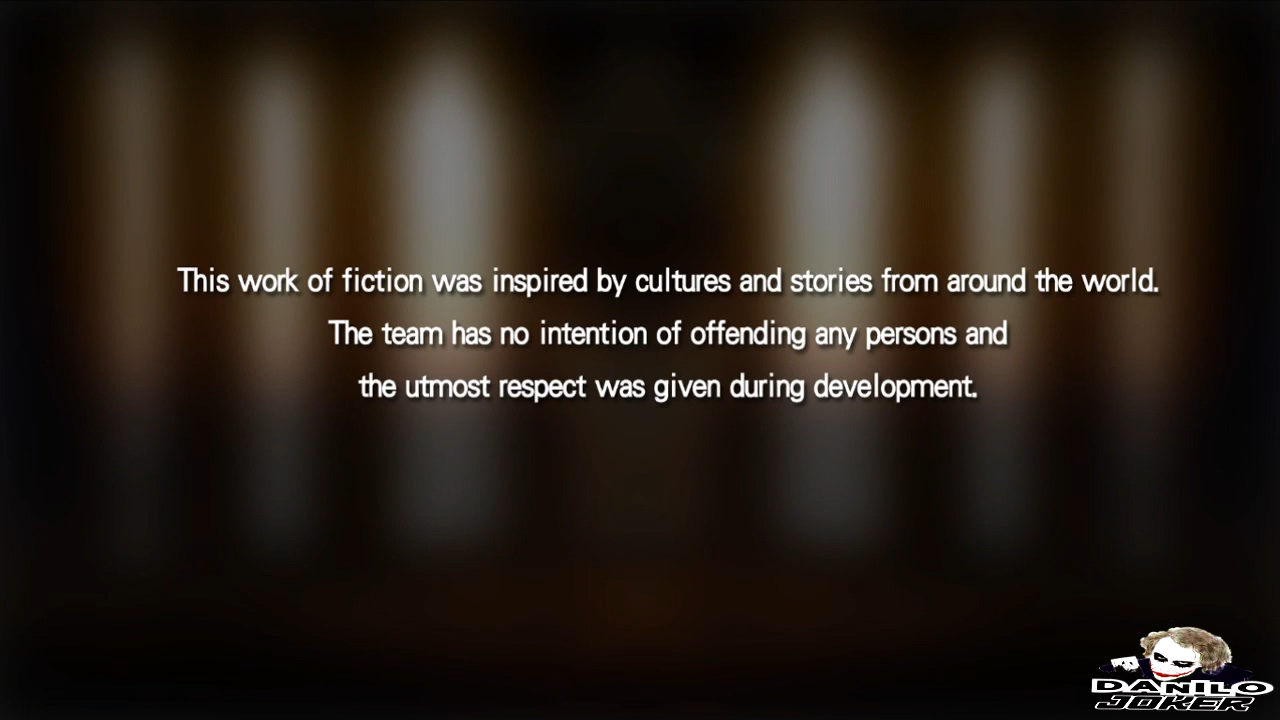 This work of fiction was inspired by cultures and stories from around the world.
The team has no intention of offending any persons and
the utmost respect was given during development.
DANILO
JOKER